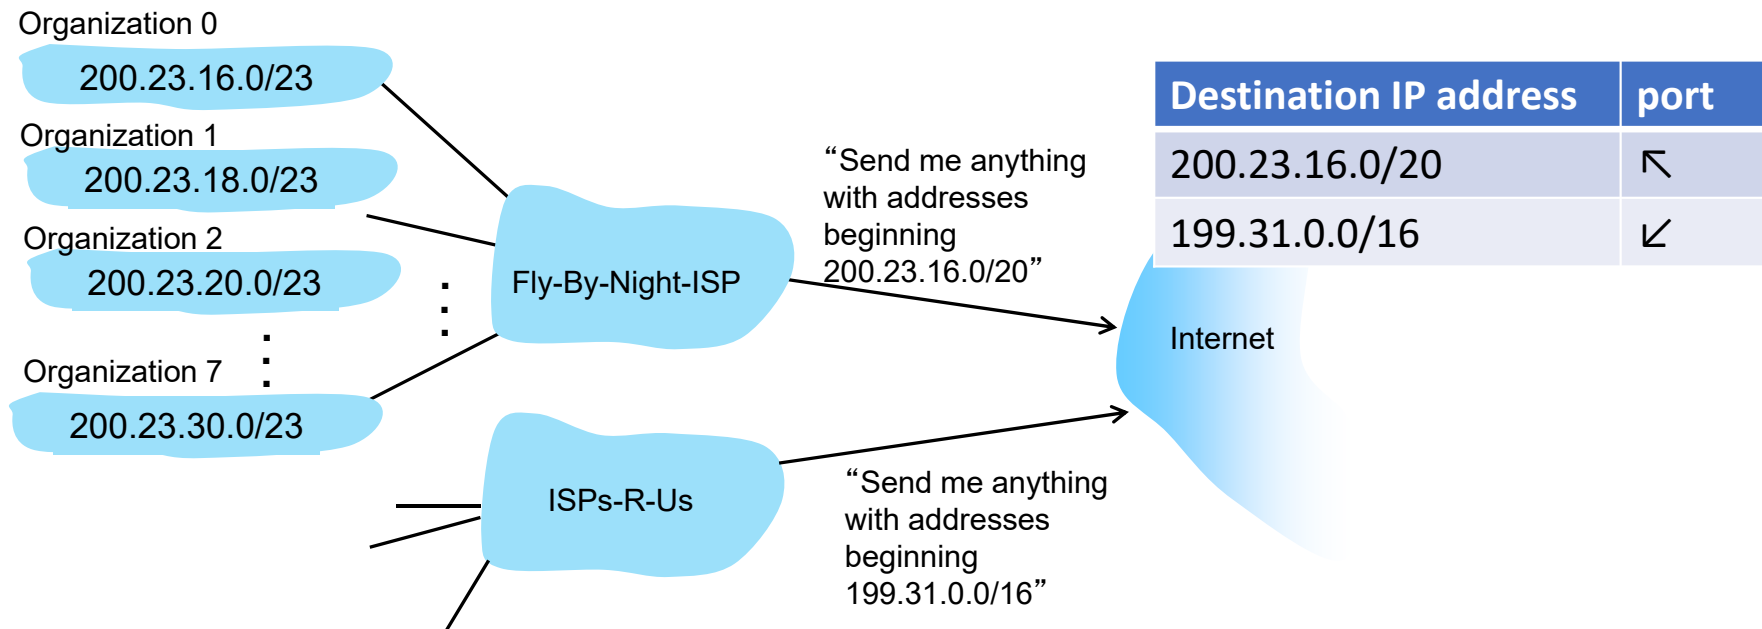 Organization 0
200.23.16.0/23
Organization 1
200.23.18.0/23
Organization 2
200.23.20.0/23
Organization 7
200.23.30.0/23
Fly-By-Night-ISP
ISPs-R-Us
“Send me anything
with addresses
beginning
200.23.16.0/20”
“Send me anything
with addresses
beginning
199.31.0.0/16”
Internet
Destination IP address port
200.23.16.0/20 ↖
199.31.0.0/16 ↙